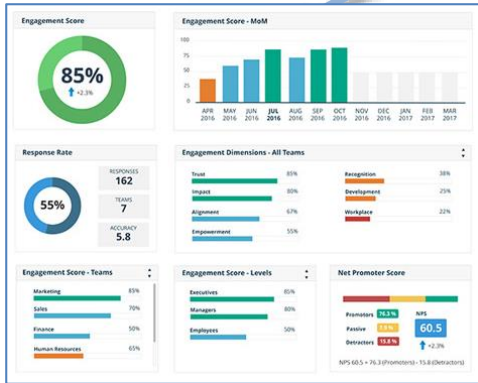 Engagement Score
85%
+2.3%
Engagement Score - MoM
100
75
50
25
0
APR 2016
MAY 2016
JUN 2016
JUL 2016
AUG 2016
SEP 2016
OCT 2016
NOV 2016
DEC 2016
JAN 2017
FEB 2017
MAR 2017
Response Rate
55%
RESPONSES
162
TEAMS
7
ACCURACY
5.8
Engagement Dimensions - All Teams
Trust 85%
Impact 80%
Alignment 67%
Empowerment 55%
Recognition 38%
Development 25%
Workplace 22%
Engagement Score - Teams
Marketing 85%
Sales 70%
Finance 50%
Human Resources 65%
Engagement Score - Levels
Executives 85%
Managers 80%
Employees 50%
Net Promoter Score
Promotors 76.3 %
Passive
Detractors 15.8 %
NPS
60.5
+2.3%
NPS 60.5 = 76.3 (Promoters) - 15.8 (Detractors)